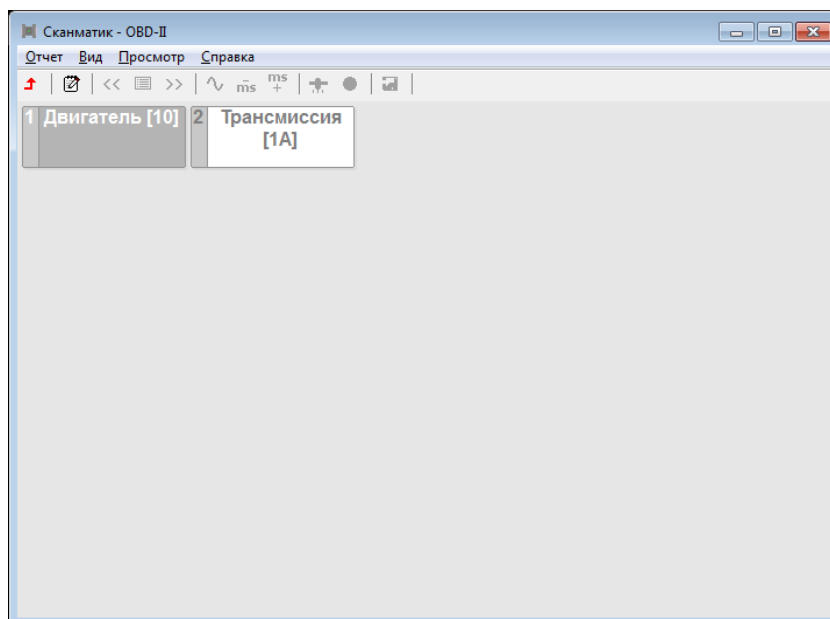 Сканматик - OBD-II
Отчет Вид Просмотр Справка
<< >> ms ms
1 Двигатель [10] 2 Трансмиссия
[1A]